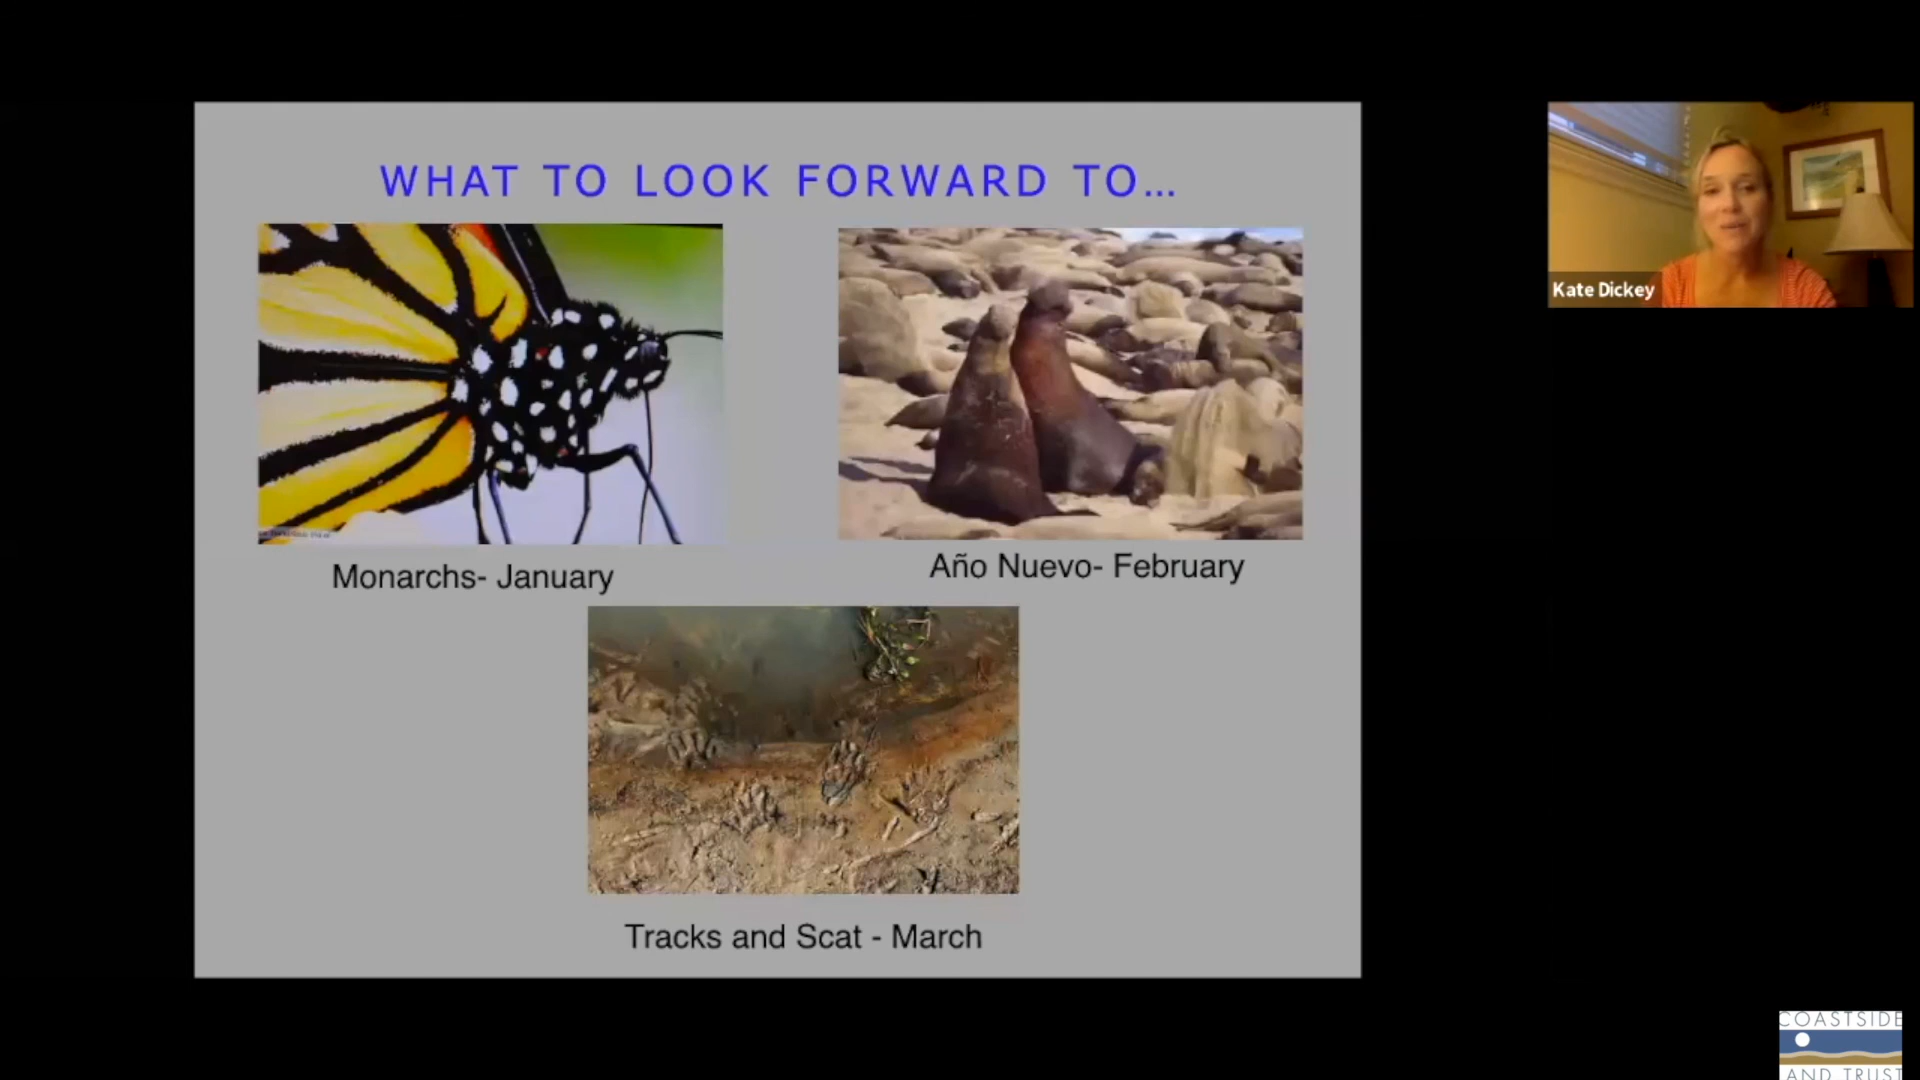 WHAT TO LOOK FORWARD TO...
Kate Dickey
Monarchs- January
Año Nuevo- February
Tracks and Scat - March
COASTSIDE
AND TRUST